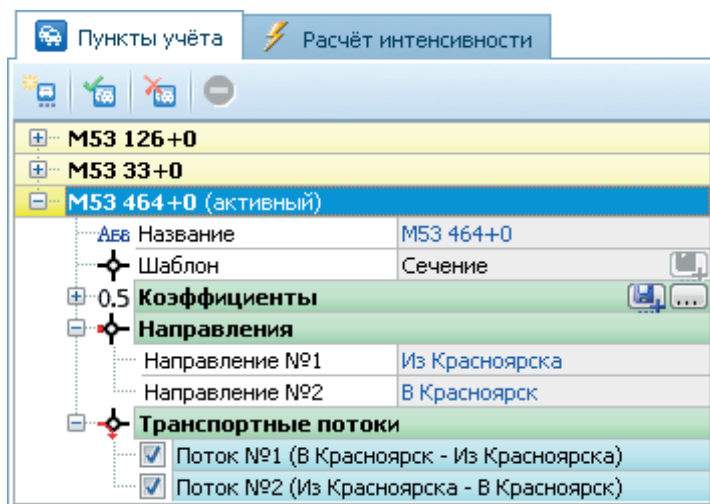 Пункты учёта Расчёт интенсивности
М53 126+0
М53 33+0
М53 464+0 (активный)
Абв Название М53 464+0
Шаблон Сечение
0.5 Коэффициенты ...
Направления
Направление №1 Из Красноярска
Направление №2 В Красноярск
Транспортные потоки
Поток №1 (В Красноярск - Из Красноярска)
Поток №2 (Из Красноярска - В Красноярск)